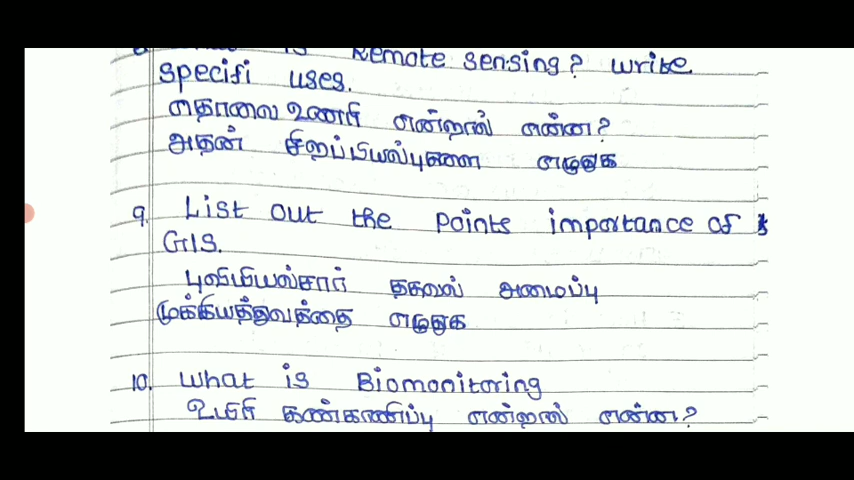 is Remote sensing? Write
specifi uses.
தொலை உணர் என்றால் என்ன?
அதன் சிறப்பியல்புகளை எழுதுக
9. List out the points importance of
GIS.
புவியியல்சார் தகவல் அமைப்பு
முக்கியத்துவத்தை எழுதுக
10. What is Biomonitoring
உயிர் கண்காணிப்பு என்றால் என்ன?